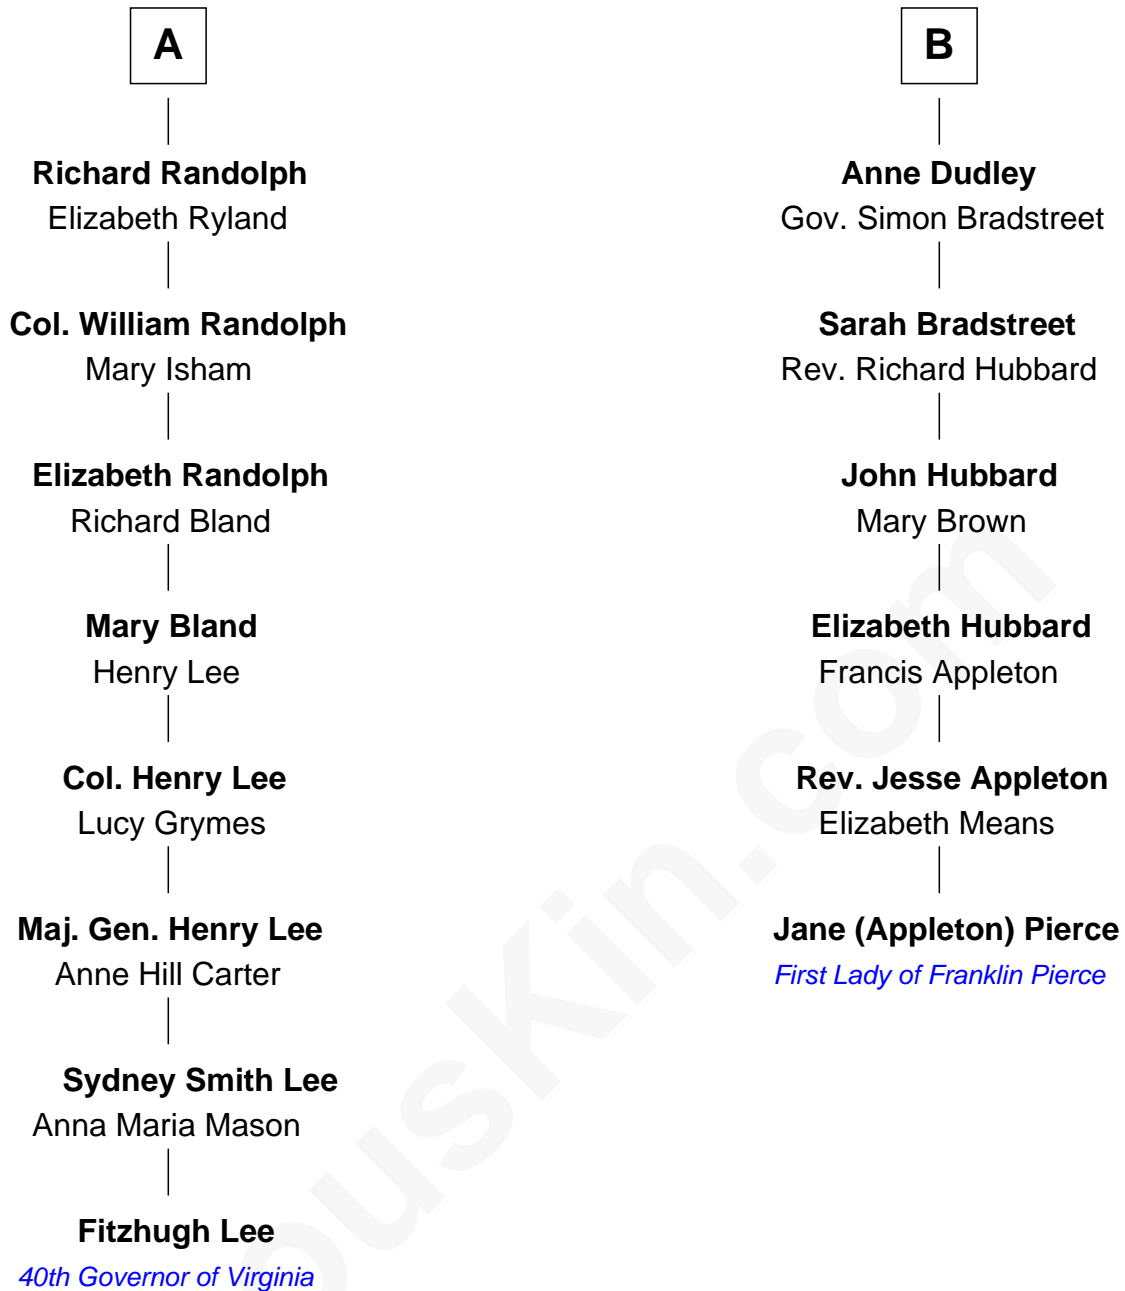 A
Richard Randolph
Elizabeth Ryland
Col. William Randolph
Mary Isham
Elizabeth Randolph
Richard Bland
Mary Bland
Henry Lee
Col. Henry Lee
Lucy Grymes
Maj. Gen. Henry Lee
Anne Hill Carter
Sydney Smith Lee
Anna Maria Mason
Fitzhugh Lee
40th Governor of Virginia
B
Anne Dudley
Gov. Simon Bradstreet
Sarah Bradstreet
Rev. Richard Hubbard
John Hubbard
Mary Brown
Elizabeth Hubbard
Francis Appleton
Rev. Jesse Appleton
Elizabeth Means
Jane (Appleton) Pierce
First Lady of Franklin Pierce
ousKin.com